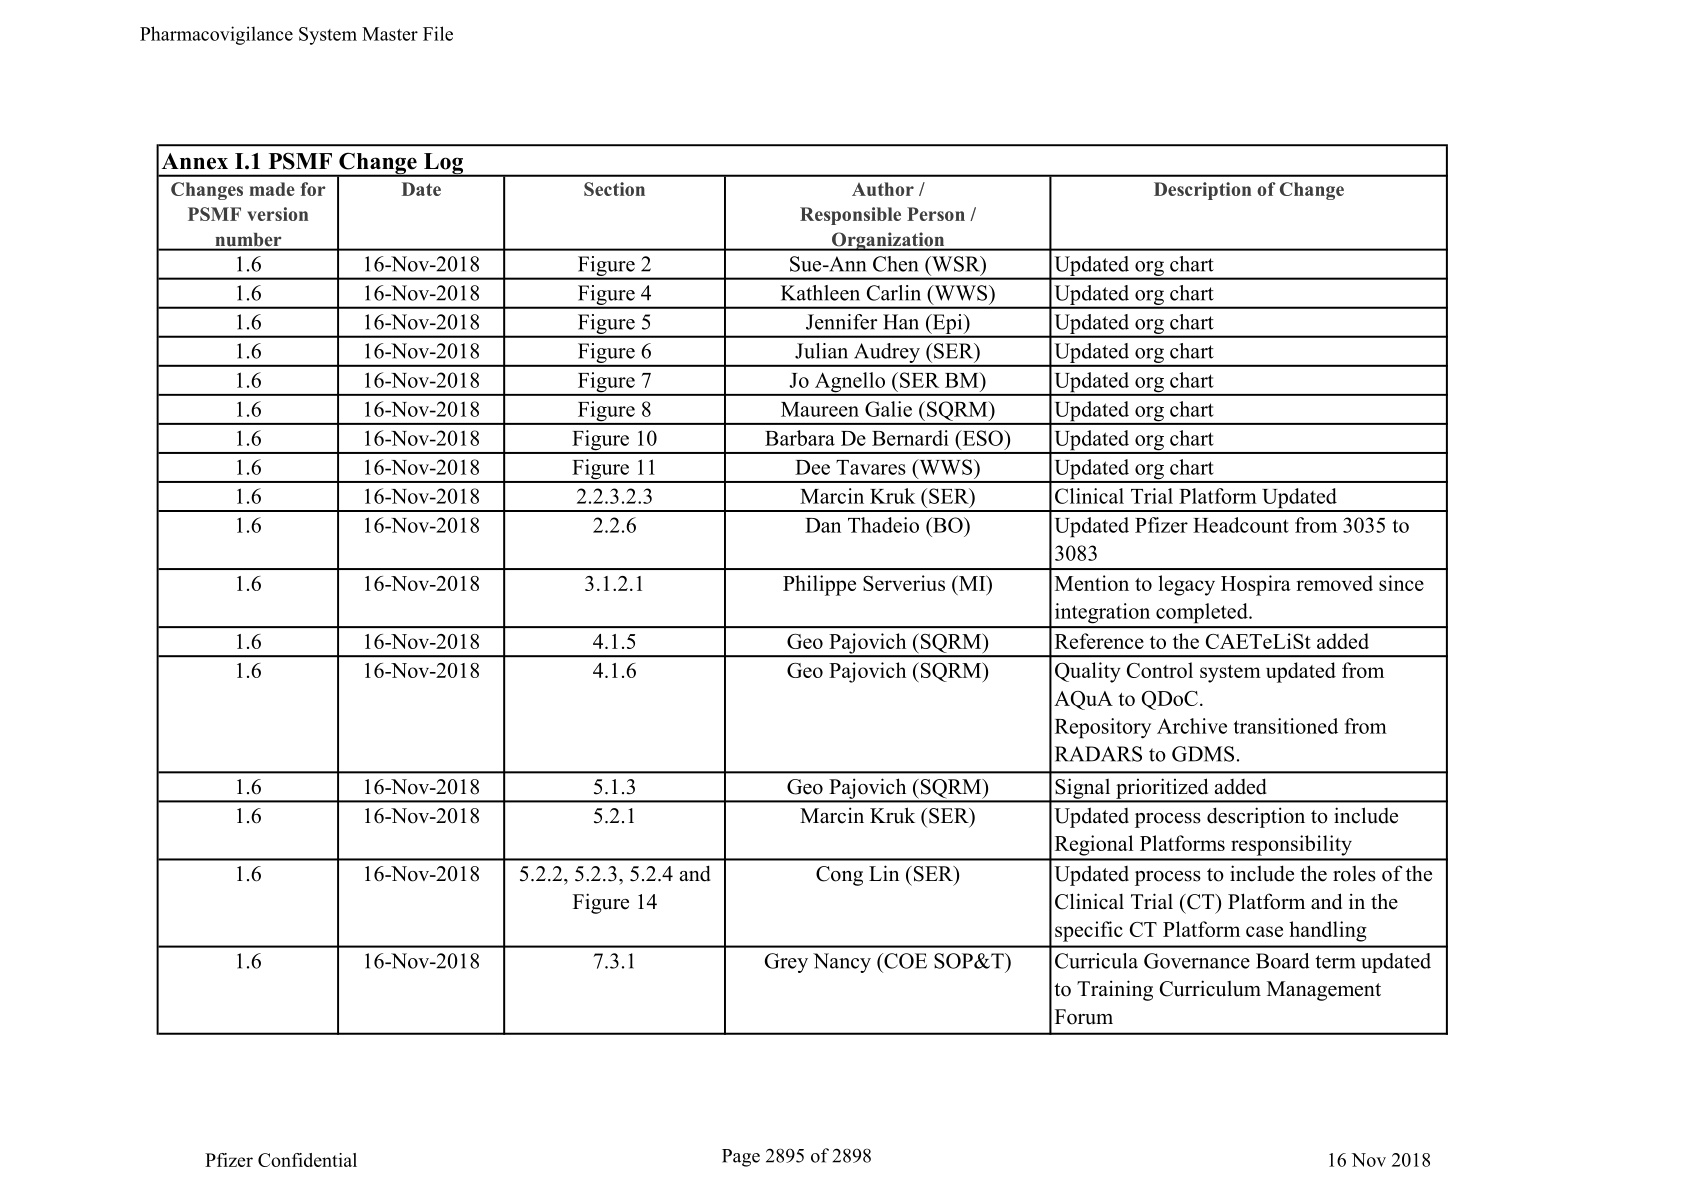 Pharmacovigilance System Master File
Annex I.1 PSMF Change Log
Changes made for PSMF version number | Date | Section | Author / Responsible Person / Organization | Description of Change
1.6 | 16-Nov-2018 | Figure 2 | Sue-Ann Chen (WSR) | Updated org chart
1.6 | 16-Nov-2018 | Figure 4 | Kathleen Carlin (WWS) | Updated org chart
1.6 | 16-Nov-2018 | Figure 5 | Jennifer Han (Epi) | Updated org chart
1.6 | 16-Nov-2018 | Figure 6 | Julian Audrey (SER) | Updated org chart
1.6 | 16-Nov-2018 | Figure 7 | Jo Agnello (SER BM) | Updated org chart
1.6 | 16-Nov-2018 | Figure 8 | Maureen Galie (SQRM) | Updated org chart
1.6 | 16-Nov-2018 | Figure 10 | Barbara De Bernardi (ESO) | Updated org chart
1.6 | 16-Nov-2018 | Figure 11 | Dee Tavares (WWS) | Updated org chart
1.6 | 16-Nov-2018 | 2.2.3.2.3 | Marcin Kruk (SER) | Clinical Trial Platform Updated
1.6 | 16-Nov-2018 | 2.2.6 | Dan Thadeio (BO) | Updated Pfizer Headcount from 3035 to
3083
1.6 | 16-Nov-2018 | 3.1.2.1 | Philippe Serverius (MI) | Mention to legacy Hospira removed since
integration completed.
1.6 | 16-Nov-2018 | 4.1.5 | Geo Pajovich (SQRM) | Reference to the CAETeLiSt added
1.6 | 16-Nov-2018 | 4.1.6 | Geo Pajovich (SQRM) | Quality Control system updated from
AQuA to QDoC.
Repository Archive transitioned from
RADARS to GDMS.
1.6 | 16-Nov-2018 | 5.1.3 | Geo Pajovich (SQRM) | Signal prioritized added
1.6 | 16-Nov-2018 | 5.2.1 | Marcin Kruk (SER) | Updated process description to include
Regional Platforms responsibility
1.6 | 16-Nov-2018 | 5.2.2, 5.2.3, 5.2.4 and Figure 14 | Cong Lin (SER) | Updated process to include the roles of the
Clinical Trial (CT) Platform and in the
specific CT Platform case handling
1.6 | 16-Nov-2018 | 7.3.1 | Grey Nancy (COE SOP&T) | Curricula Governance Board term updated
to Training Curriculum Management
Forum
Pfizer Confidential
Page 2895 of 2898
16 Nov 2018